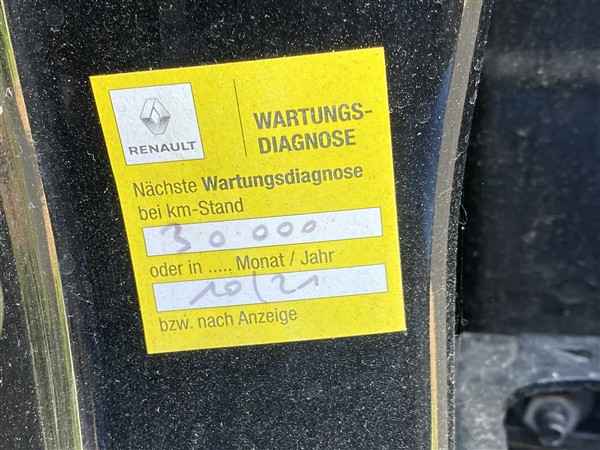 RENAULT
WARTUNGS-
DIAGNOSE
Nächste Wartungsdiagnose
bei km-Stand
30.000
oder in ..... Monat / Jahr
10/21
bzw. nach Anzeige